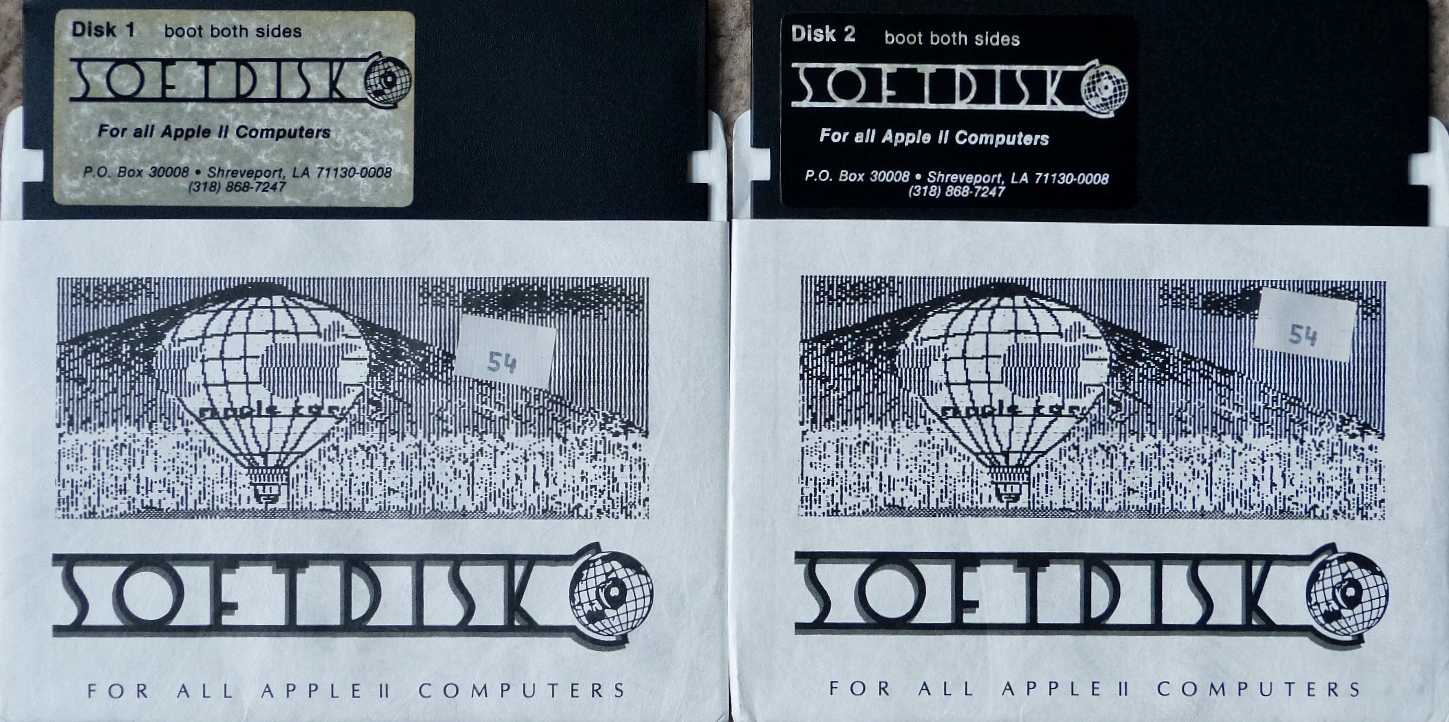 Disk 1 boot both sides
SOFTDISK
For all Apple II Computers
P.O. Box 30008 • Shreveport, LA 71130-0008
(318) 868-7247
54
SOFTDISK
FOR ALL APPLE II COMPUTERS
Disk 2 boot both sides
SOFTDISK
For all Apple II Computers
P.O. Box 30008 • Shreveport, LA 71130-0008
(318) 868-7247
54
SOFTDISK
FOR ALL APPLE II COMPUTERS